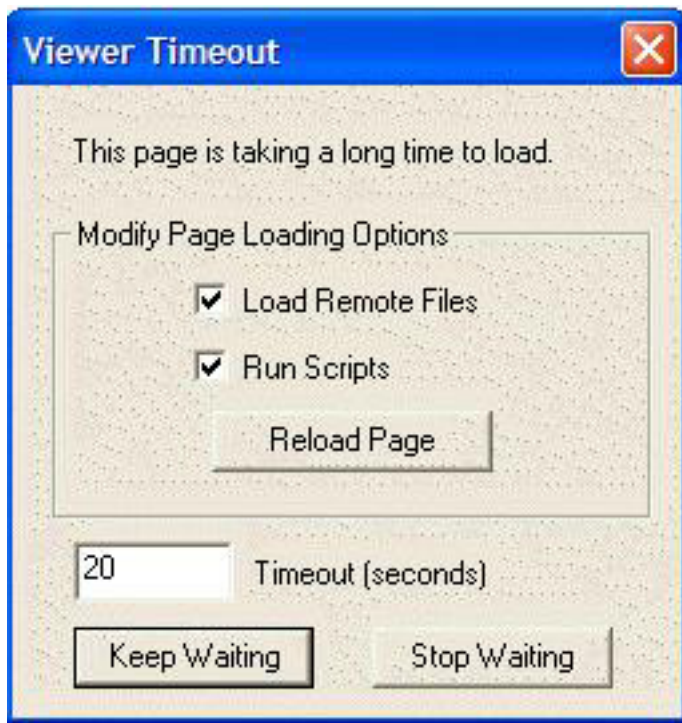 Viewer Timeout
This page is taking a long time to load.
Modify Page Loading Options
Load Remote Files
Run Scripts
Reload Page
20 Timeout (seconds)
Keep Waiting Stop Waiting